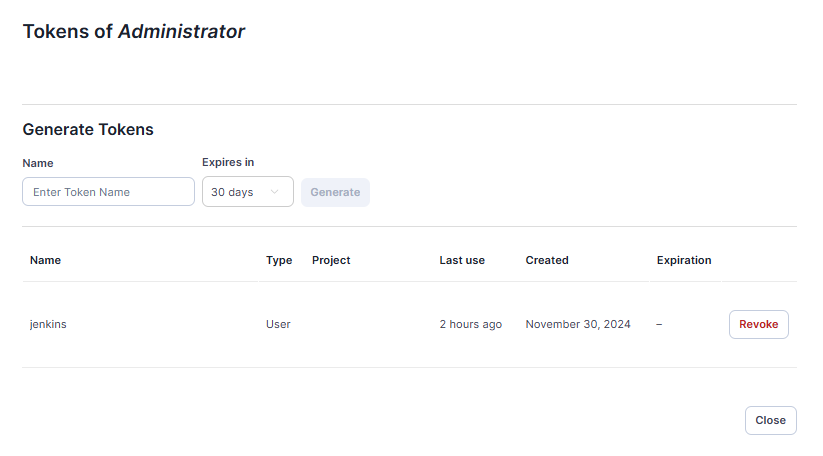 Tokens of Administrator
Generate Tokens
Name
Expires in
Enter Token Name
30 days
Generate
Name Type Project Last use Created Expiration
jenkins User 2 hours ago November 30, 2024 – Revoke
Close